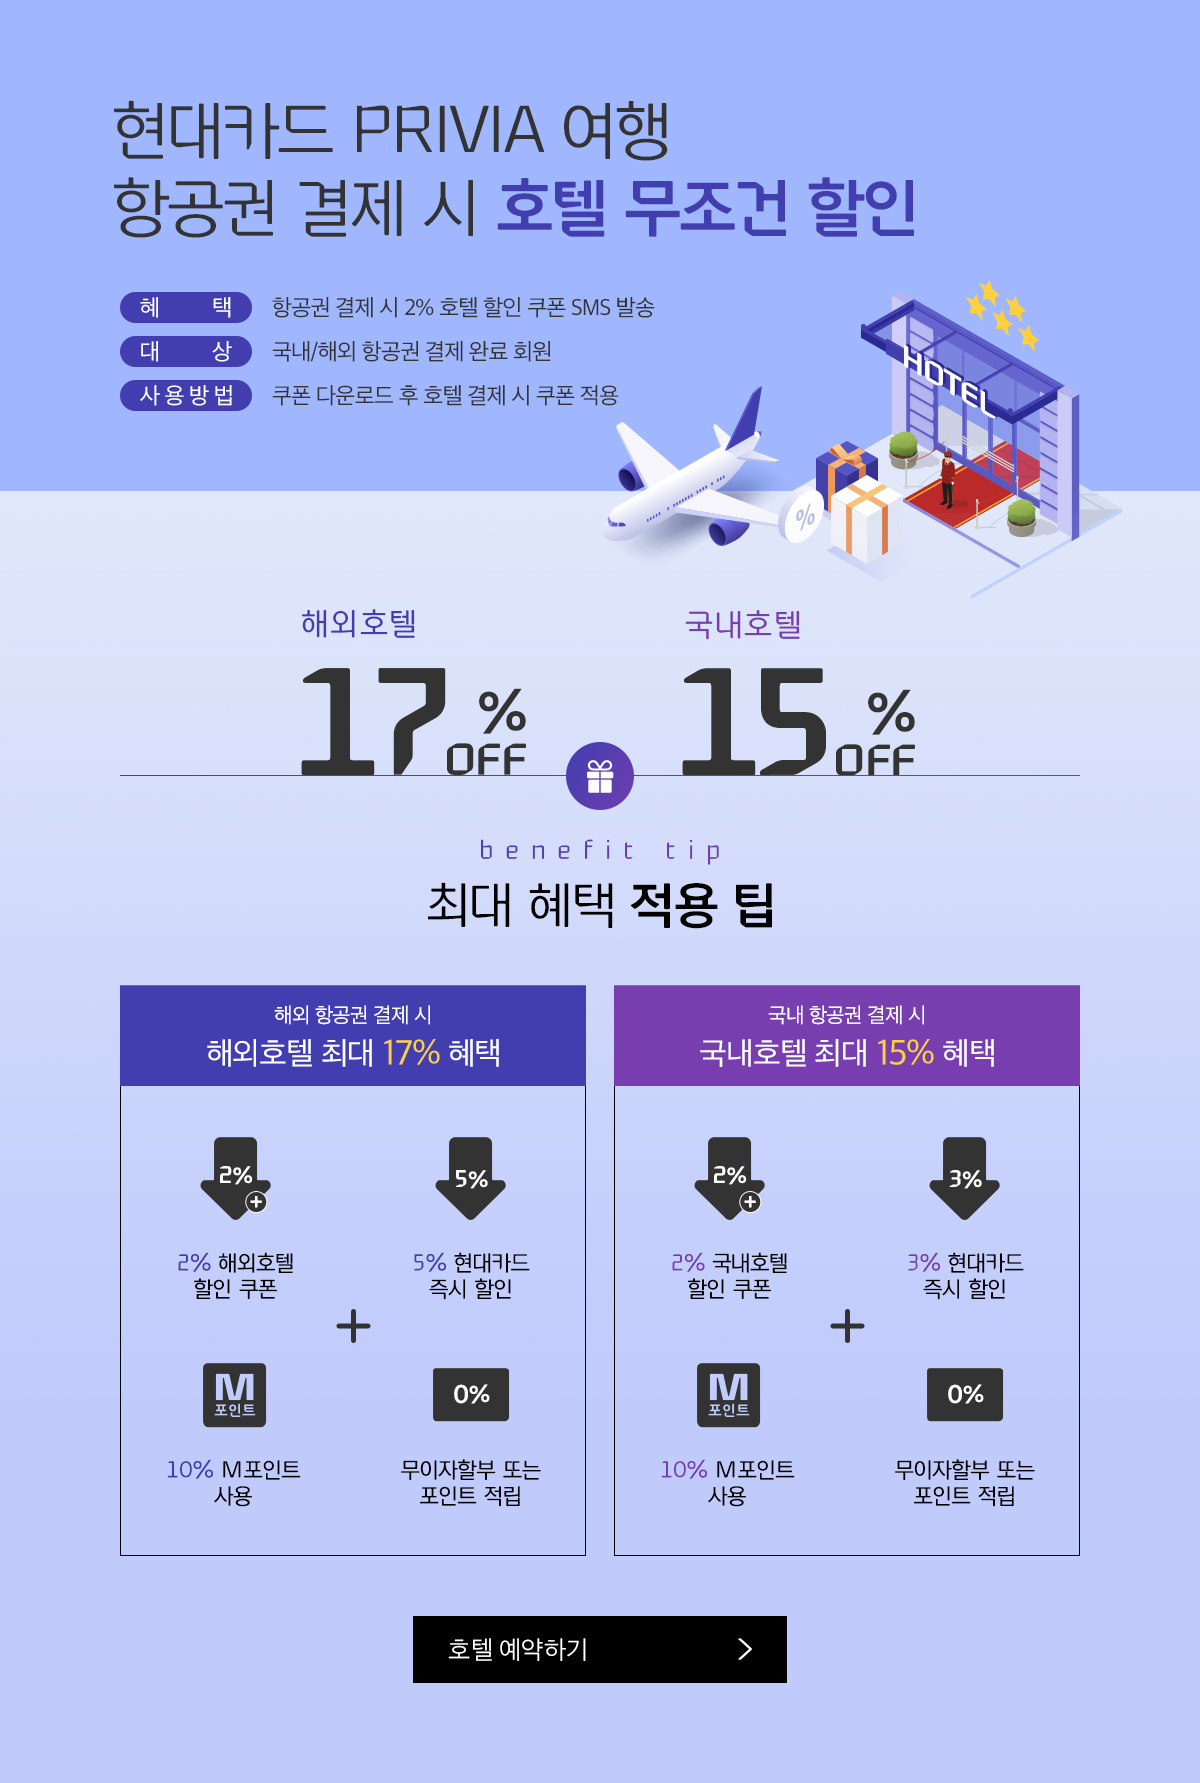 현대카드 PRIVIA 여행
항공권 결제 시 호텔 무조건 할인
혜 택 항공권 결제 시 2% 호텔 할인 쿠폰 SMS 발송
대 상 국내/해외 항공권 결제 완료 회원
사용방법 쿠폰 다운로드 후 호텔 결제 시 쿠폰 적용
HOTEL
%
해외호텔
17% OFF
국내호텔
15% OFF
benefit tip
최대 혜택 적용 팁
해외 항공권 결제 시
해외호텔 최대 17% 혜택
2%
5%
2% 해외호텔
할인 쿠폰
5% 현대카드
즉시 할인
+
M
포인트
0%
10% M포인트
사용
무이자할부 또는
포인트 적립
국내 항공권 결제 시
국내호텔 최대 15% 혜택
2%
3%
2% 국내호텔
할인 쿠폰
3% 현대카드
즉시 할인
+
M
포인트
0%
10% M포인트
사용
무이자할부 또는
포인트 적립
호텔 예약하기